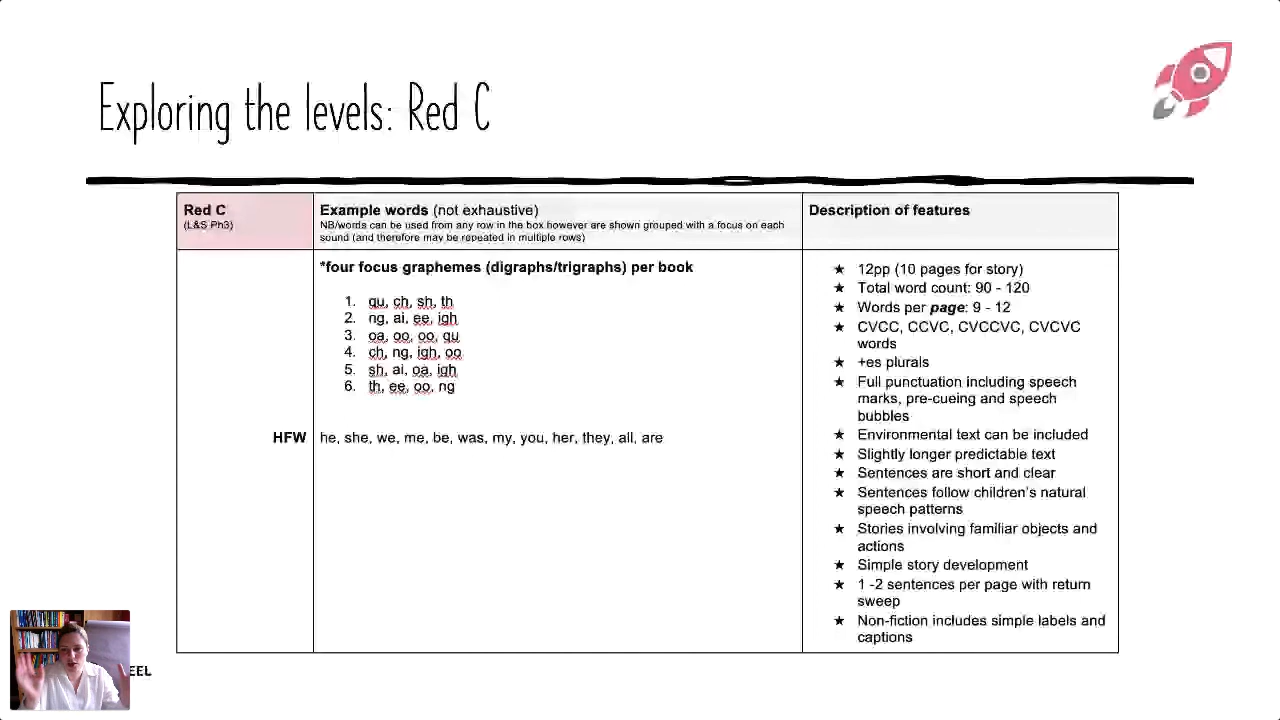 Exploring the levels: Red C
Red C
(L&S Ph3)
Example words (not exhaustive)
NB/words can be used from any row in the box however are shown grouped with a focus on each
sound (and therefore may be repeated in multiple rows)
Description of features
*four focus graphemes (digraphs/trigraphs) per book
1. qu, ch, sh, th
2. ng, ai, ee, igh
3. oa, oo, oo, qu
4. ch, ng, igh, oo
5. sh, ai, oa, igh
6. th, ee, oo, ng
HFW he, she, we, me, be, was, my, you, her, they, all, are
★ 12pp (10 pages for story)
★ Total word count: 90 - 120
★ Words per page: 9 - 12
★ CVCC, CCVC, CVCCVC, CVCVC
words
★ +es plurals
★ Full punctuation including speech
marks, pre-cueing and speech
bubbles
★ Environmental text can be included
★ Slightly longer predictable text
★ Sentences are short and clear
★ Sentences follow children's natural
speech patterns
★ Stories involving familiar objects and
actions
★ Simple story development
★ 1 -2 sentences per page with return
sweep
★ Non-fiction includes simple labels and
captions
EEL